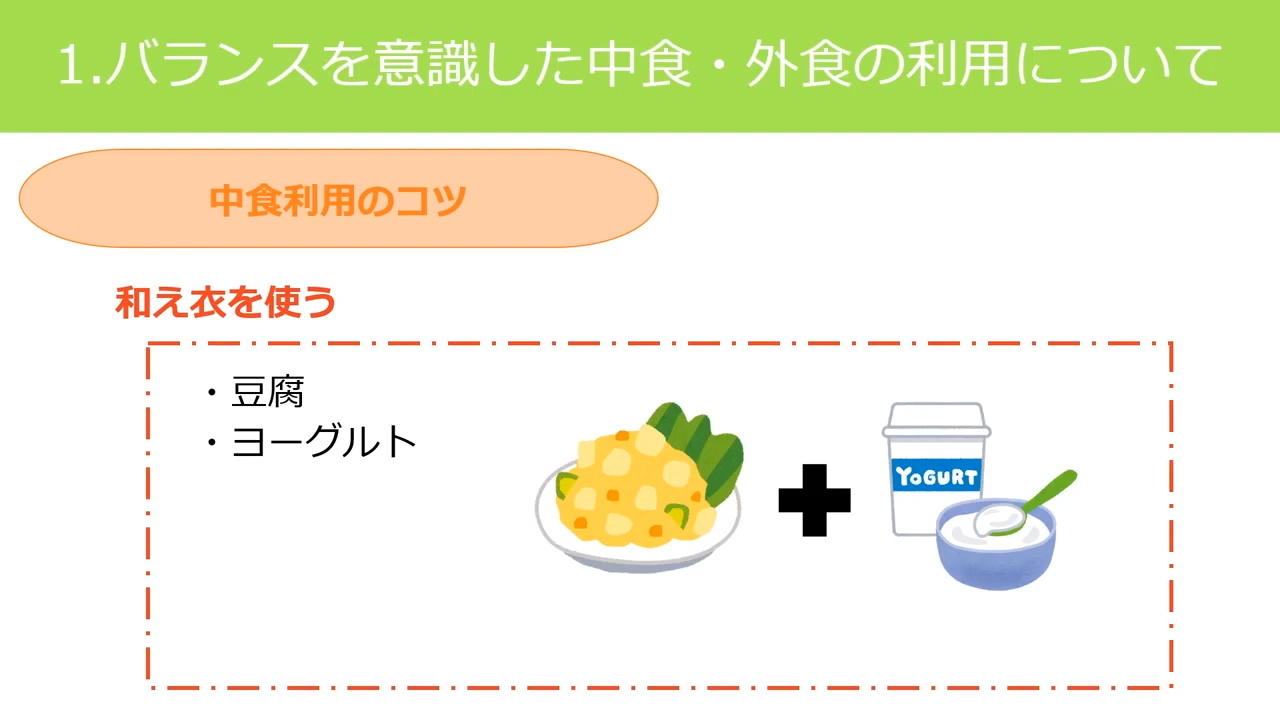 1.バランスを意識した中食・外食の利用について
中食利用のコツ
和え衣を使う
・豆腐
・ヨーグルト
YOGURT